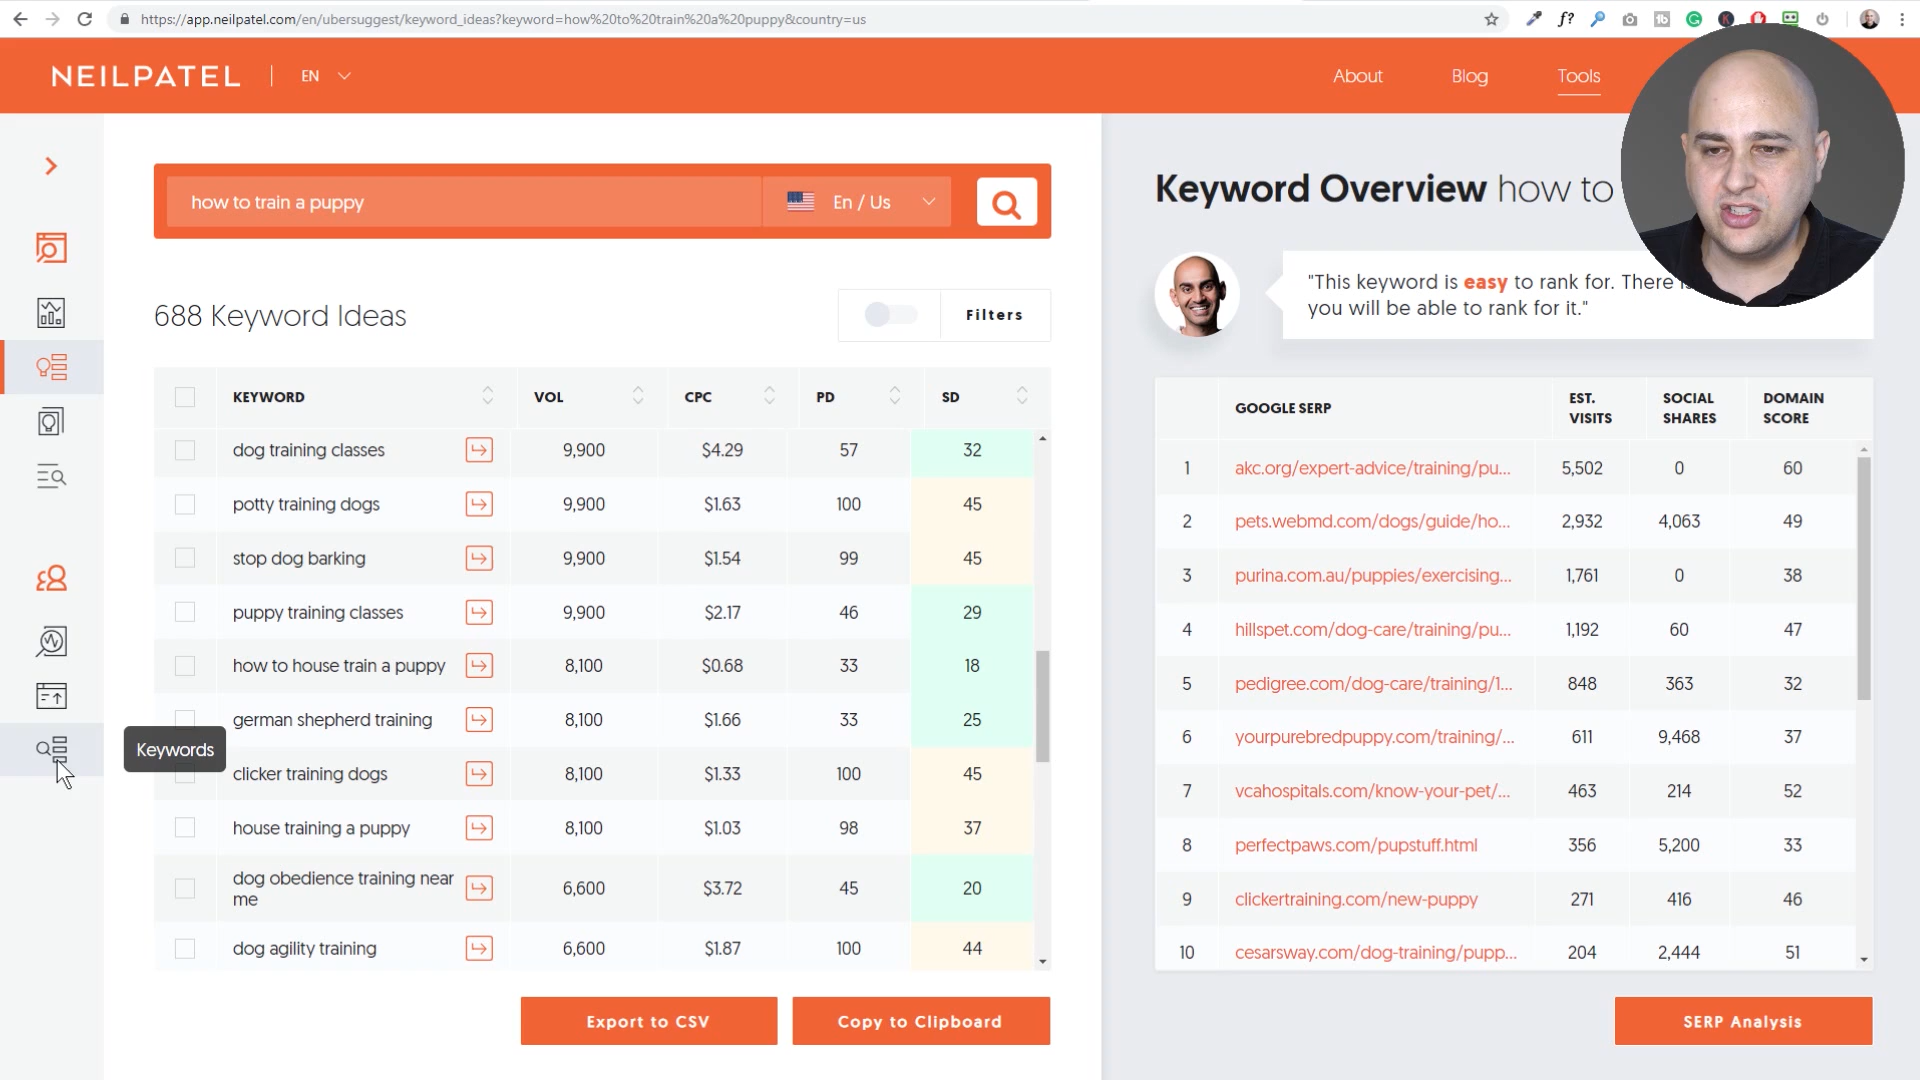 https://app.neilpatel.com/en/ubersuggest/keyword_ideas?keyword=how%20to%20train%20a%20puppy&country=us
f?
NEILPATEL
EN
About
Blog
Tools
how to train a puppy
En / Us
688 Keyword Ideas
Filters
KEYWORD VOL CPC PD SD
dog training classes 9,900 $4.29 57 32
potty training dogs 9,900 $1.63 100 45
stop dog barking 9,900 $1.54 99 45
puppy training classes 9,900 $2.17 46 29
how to house train a puppy 8,100 $0.68 33 18
german shepherd training 8,100 $1.66 33 25
clicker training dogs 8,100 $1.33 100 45
house training a puppy 8,100 $1.03 98 37
dog obedience training near
me 6,600 $3.72 45 20
dog agility training 6,600 $1.87 100 44
Keywords
Export to CSV
Copy to Clipboard
Keyword Overview how to
"This keyword is easy to rank for. There
you will be able to rank for it."
GOOGLE SERP
EST.
VISITS
SOCIAL
SHARES
DOMAIN
SCORE
1 akc.org/expert-advice/training/pu... 5,502 0 60
2 pets.webmd.com/dogs/guide/ho... 2,932 4,063 49
3 purina.com.au/puppies/exercising... 1,761 0 38
4 hillspet.com/dog-care/training/pu... 1,192 60 47
5 pedigree.com/dog-care/training/1... 848 363 32
6 yourpurebredpuppy.com/training/... 611 9,468 37
7 vcahospitals.com/know-your-pet/... 463 214 52
8 perfectpaws.com/pupstuff.html 356 5,200 33
9 clickertraining.com/new-puppy 271 416 46
10 cesarsway.com/dog-training/pupp... 204 2,444 51
SERP Analysis